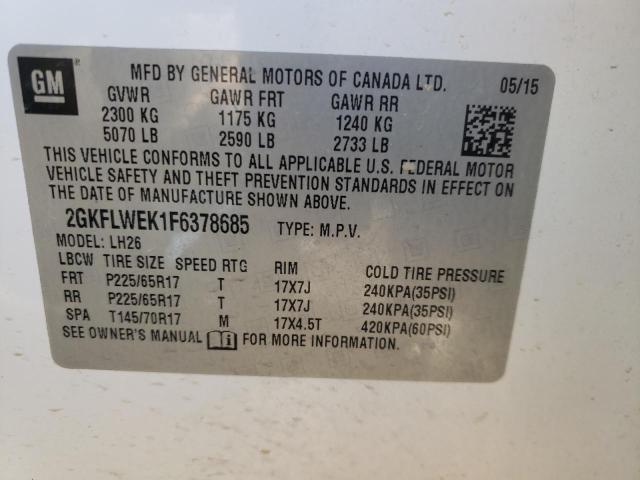 GM
MFD BY GENERAL MOTORS OF CANADA LTD. 05/15
GVWR GAWR FRT GAWR RR
2300 KG 1175 KG 1240 KG
5070 LB 2590 LB 2733 LB
THIS VEHICLE CONFORMS TO ALL APPLICABLE U.S. FEDERAL MOTOR
VEHICLE SAFETY AND THEFT PREVENTION STANDARDS IN EFFECT ON
THE DATE OF MANUFACTURE SHOWN ABOVE.
2GKFLWEK1F6378685 TYPE: M.P.V.
MODEL: LH26
LBCW TIRE SIZE SPEED RTG RIM COLD TIRE PRESSURE
FRT P225/65R17 T 17X7J 240KPA(35PSI)
RR P225/65R17 T 17X7J 240KPA(35PSI)
SPA T145/70R17 M 17X4.5T 420KPA(60PSI)
SEE OWNER'S MANUAL FOR MORE INFORMATION.